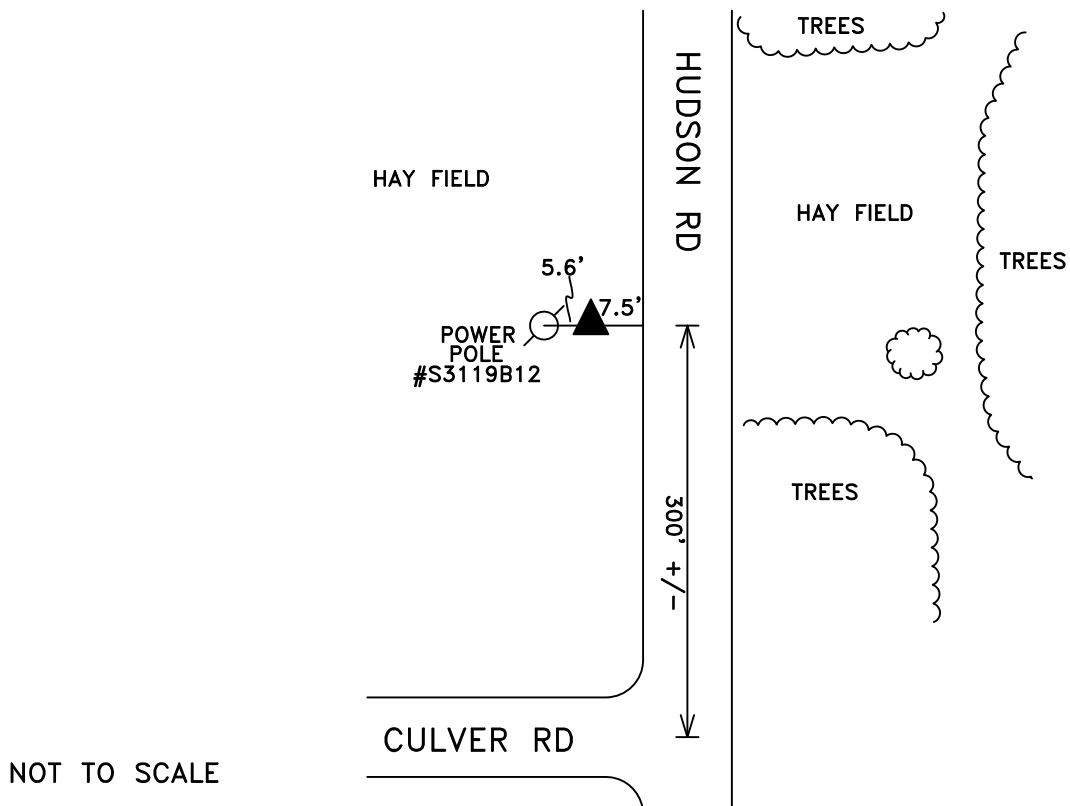 TREES
HUDSON RD
HAY FIELD
HAY FIELD
TREES
5.6'
7.5'
POWER
POLE
#S3119B12
TREES
300' +/-
CULVER RD
NOT TO SCALE